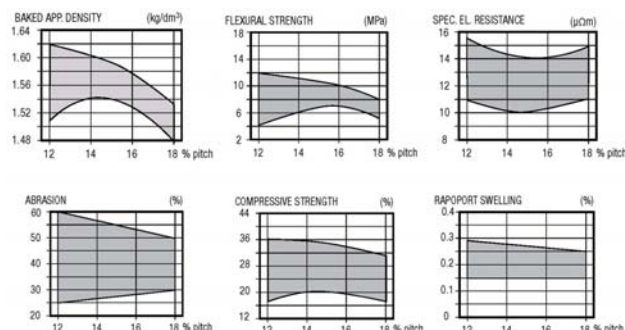 BAKED APP. DENSITY (kg/dm³)
1.64
1.60
1.56
1.52
1.48
12 14 16 18 % pitch
FLEXURAL STRENGTH (MPa)
18
14
10
6
2
12 14 16 18 % pitch
SPEC. EL. RESISTANCE (µΩm)
16
14
12
10
8
12 14 16 18 % pitch
ABRASION (%)
60
50
40
30
20
12 14 16 18 % pitch
COMPRESSIVE STRENGTH (%)
44
36
28
20
12
12 14 16 18 % pitch
RAPOPORT SWELLING (%)
0.4
0.3
0.2
0.1
0
12 14 16 18 % pitch